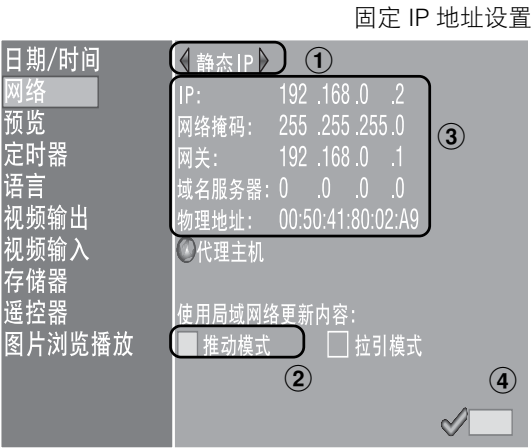 固定 IP 地址设置
日期/时间
网络
预览
定时器
语言
视频输出
视频输入
存储器
遥控器
图片浏览播放
静态IP
①
IP: 192 .168 .0 .2
网络掩码: 255 .255 .255 .0
网关: 192 .168 .0 .1
域名服务器: 0 .0 .0 .0
物理地址: 00:50:41:80:02:A9
③
代理主机
使用局域网络更新内容:
推动模式 拉引模式
②
④